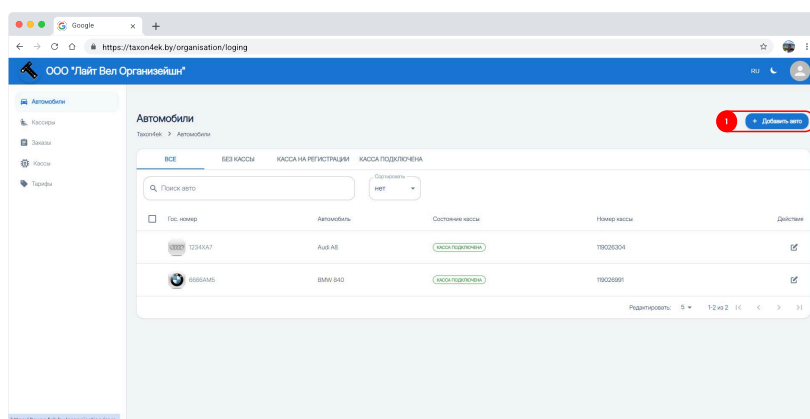 Google
https://taxon4ek.by/organisation/loging
ООО "Лайт Вел Организейшн"
RU
Автомобили
Кассиры
Заказы
Кассы
Тарифы
Автомобили
Taxon4ek > Автомобили
1
+ Добавить авто
ВСЕ БЕЗ КАССЫ КАССА НА РЕГИСТРАЦИИ КАССА ПОДКЛЮЧЕНА
Поиск авто
Сортировать
нет
Гос. номер Автомобиль Состояние кассы Номер кассы Действия
1234XA7 Audi A8 КАССА ПОДКЛЮЧЕНА 119026304
6666AM5 BMW 840 КАССА ПОДКЛЮЧЕНА 119026991
Редактировать: 5 1-2 из 2